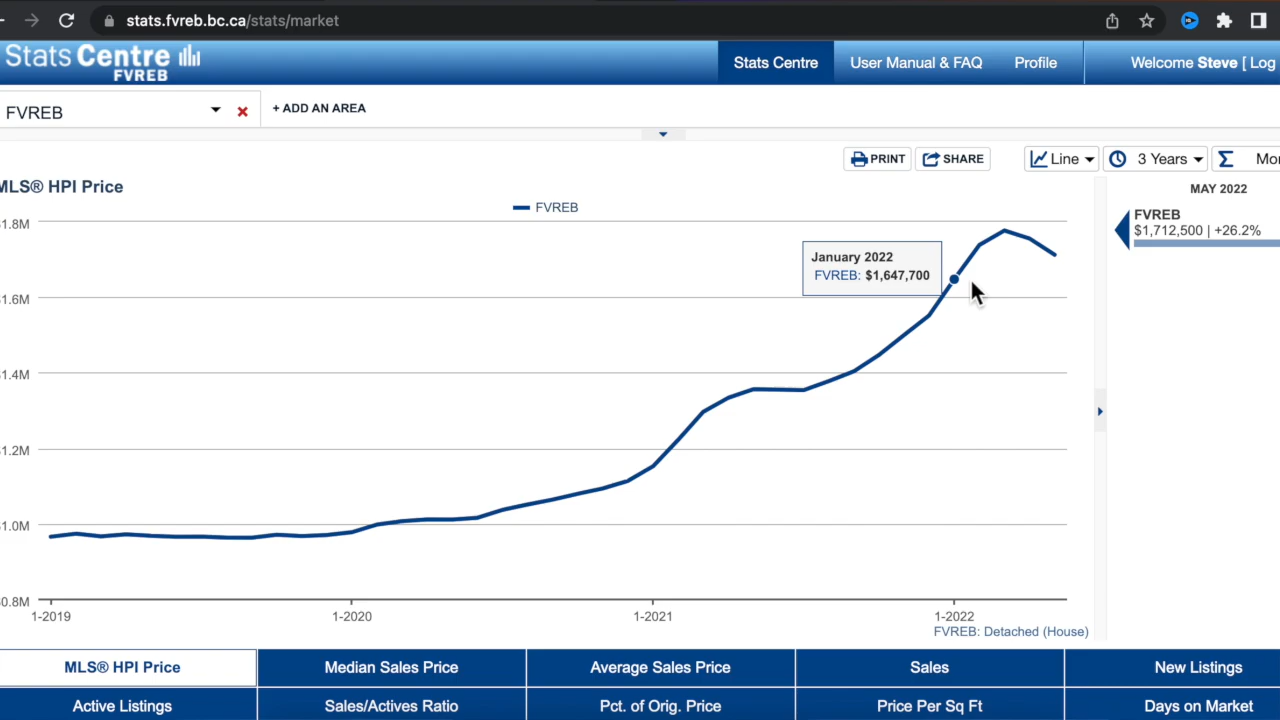 stats.fvreb.bc.ca/stats/market
Stats Centre
FVREB
Stats Centre
User Manual & FAQ
Profile
Welcome Steve [ Log
FVREB
+ ADD AN AREA
PRINT
SHARE
Line
3 Years
Σ
MLS® HPI Price
MAY 2022
FVREB
FVREB
$1,712,500 | +26.2%
$1.8M
January 2022
FVREB: $1,647,700
$1.6M
$1.4M
$1.2M
$1.0M
$0.8M
1-2019
1-2020
1-2021
1-2022
FVREB: Detached (House)
MLS® HPI Price
Median Sales Price
Average Sales Price
Sales
New Listings
Active Listings
Sales/Actives Ratio
Pct. of Orig. Price
Price Per Sq Ft
Days on Market